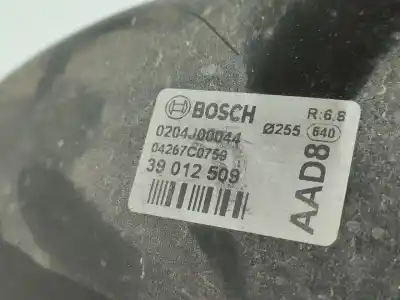 BOSCH R:6.8
0204J00044 Ø255 640
04267C0759
39 012 509
AAD8